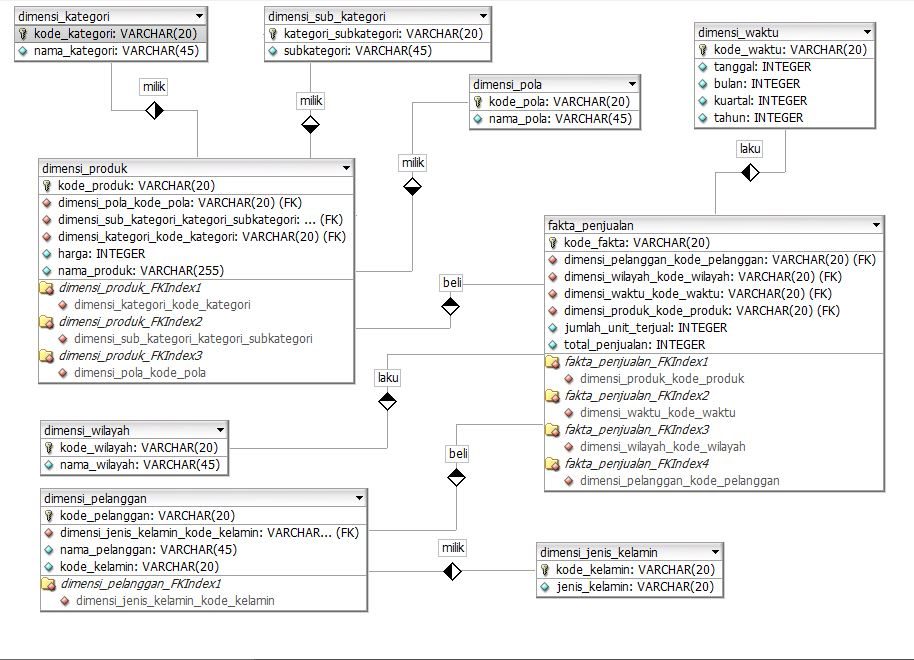 dimensi_kategori
kode_kategori: VARCHAR(20)
nama_kategori: VARCHAR(45)
dimensi_sub_kategori
kategori_subkategori: VARCHAR(20)
subkategori: VARCHAR(45)
dimensi_waktu
kode_waktu: VARCHAR(20)
tanggal: INTEGER
bulan: INTEGER
kuartal: INTEGER
tahun: INTEGER
dimensi_pola
kode_pola: VARCHAR(20)
nama_pola: VARCHAR(45)
milik
milik
milik
laku
dimensi_produk
kode_produk: VARCHAR(20)
dimensi_pola_kode_pola: VARCHAR(20) (FK)
dimensi_sub_kategori_kategori_subkategori: ... (FK)
dimensi_kategori_kode_kategori: VARCHAR(20) (FK)
harga: INTEGER
nama_produk: VARCHAR(255)
dimensi_produk_FKIndex1
dimensi_kategori_kode_kategori
dimensi_produk_FKIndex2
dimensi_sub_kategori_kategori_subkategori
dimensi_produk_FKIndex3
dimensi_pola_kode_pola
fakta_penjualan
kode_fakta: VARCHAR(20)
dimensi_pelanggan_kode_pelanggan: VARCHAR(20) (FK)
dimensi_wilayah_kode_wilayah: VARCHAR(20) (FK)
dimensi_waktu_kode_waktu: VARCHAR(20) (FK)
dimensi_produk_kode_produk: VARCHAR(20) (FK)
jumlah_unit_terjual: INTEGER
total_penjualan: INTEGER
fakta_penjualan_FKIndex1
dimensi_produk_kode_produk
fakta_penjualan_FKIndex2
dimensi_waktu_kode_waktu
fakta_penjualan_FKIndex3
dimensi_wilayah_kode_wilayah
fakta_penjualan_FKIndex4
dimensi_pelanggan_kode_pelanggan
beli
laku
beli
milik
dimensi_wilayah
kode_wilayah: VARCHAR(20)
nama_wilayah: VARCHAR(45)
dimensi_pelanggan
kode_pelanggan: VARCHAR(20)
dimensi_jenis_kelamin_kode_kelamin: VARCHAR... (FK)
nama_pelanggan: VARCHAR(45)
kode_kelamin: VARCHAR(20)
dimensi_pelanggan_FKIndex1
dimensi_jenis_kelamin_kode_kelamin
dimensi_jenis_kelamin
kode_kelamin: VARCHAR(20)
jenis_kelamin: VARCHAR(20)